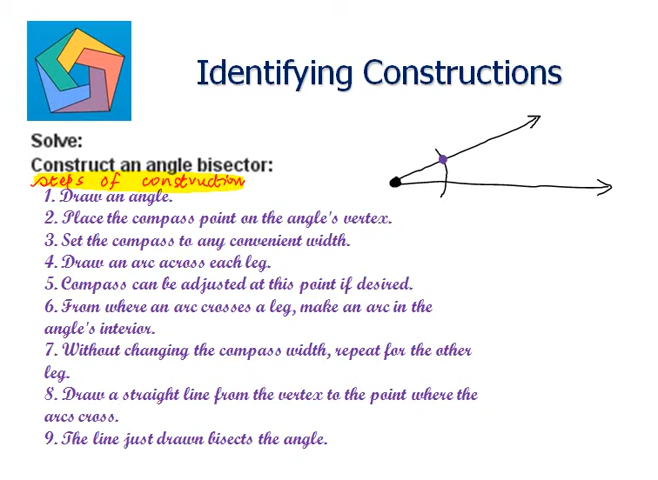 Identifying Constructions
Solve:
Construct an angle bisector:
steps of construction
1. Draw an angle.
2. Place the compass point on the angle's vertex.
3. Set the compass to any convenient width.
4. Draw an arc across each leg.
5. Compass can be adjusted at this point if desired.
6. From where an arc crosses a leg, make an arc in the
angle's interior.
7. Without changing the compass width, repeat for the other
leg.
8. Draw a straight line from the vertex to the point where the
arcs cross.
9. The line just drawn bisects the angle.